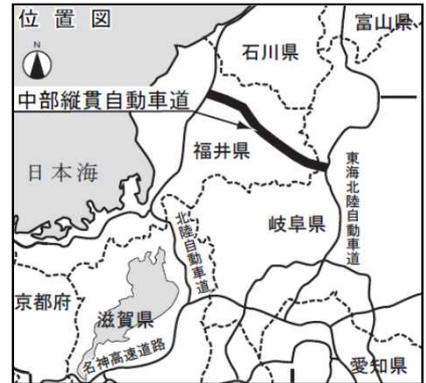 位置図
富山県
N
石川県
中部縦貫自動車道
福井県
日本海
東海北陸自動車道
岐阜県
北陸自動車道
京都府
滋賀県
名神高速道路
愛知県